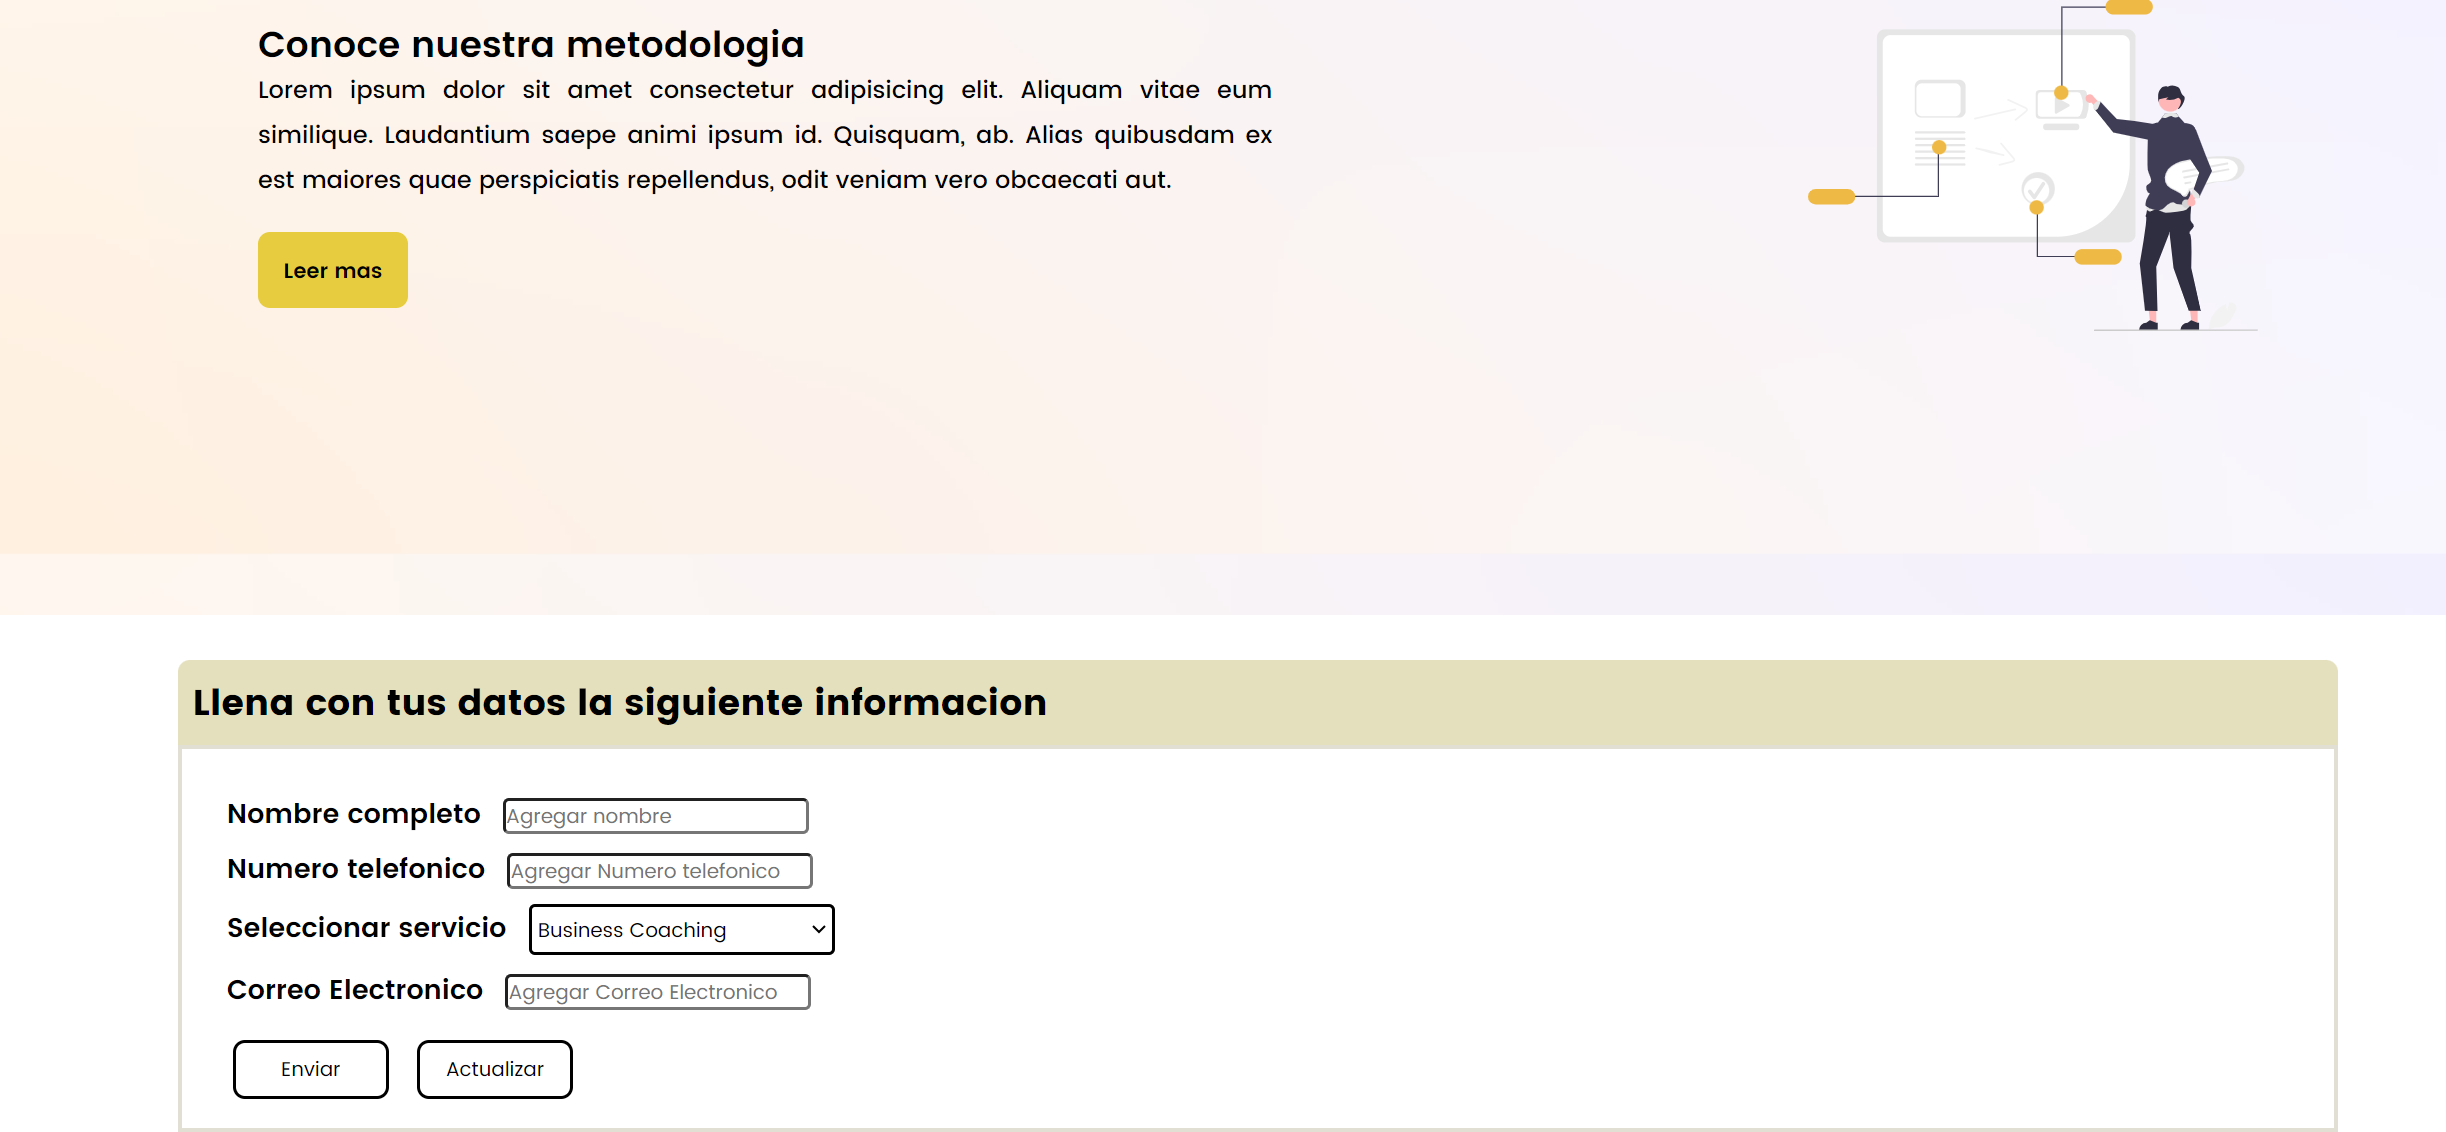 Conoce nuestra metodologia
Lorem ipsum dolor sit amet consectetur adipisicing elit. Aliquam vitae eum
similique. Laudantium saepe animi ipsum id. Quisquam, ab. Alias quibusdam ex
est maiores quae perspiciatis repellendus, odit veniam vero obcaecati aut.
Leer mas
Llena con tus datos la siguiente informacion
Nombre completo Agregar nombre
Numero telefonico Agregar Numero telefonico
Seleccionar servicio Business Coaching
Correo Electronico Agregar Correo Electronico
Enviar Actualizar